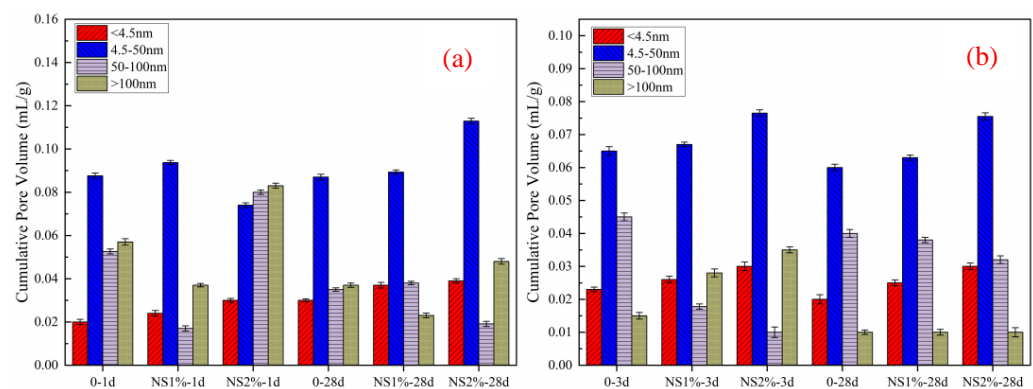 (a)
<4.5nm
4.5-50nm
50-100nm
>100nm
Cumulative Pore Volume (mL/g)
0.16
0.14
0.12
0.10
0.08
0.06
0.04
0.02
0.00
0-1d NS1%-1d NS2%-1d 0-28d NS1%-28d NS2%-28d
(b)
<4.5nm
4.5-50nm
50-100nm
>100nm
Cumulative Pore Volume (mL/g)
0.10
0.09
0.08
0.07
0.06
0.05
0.04
0.03
0.02
0.01
0.00
0-3d NS1%-3d NS2%-3d 0-28d NS1%-28d NS2%-28d